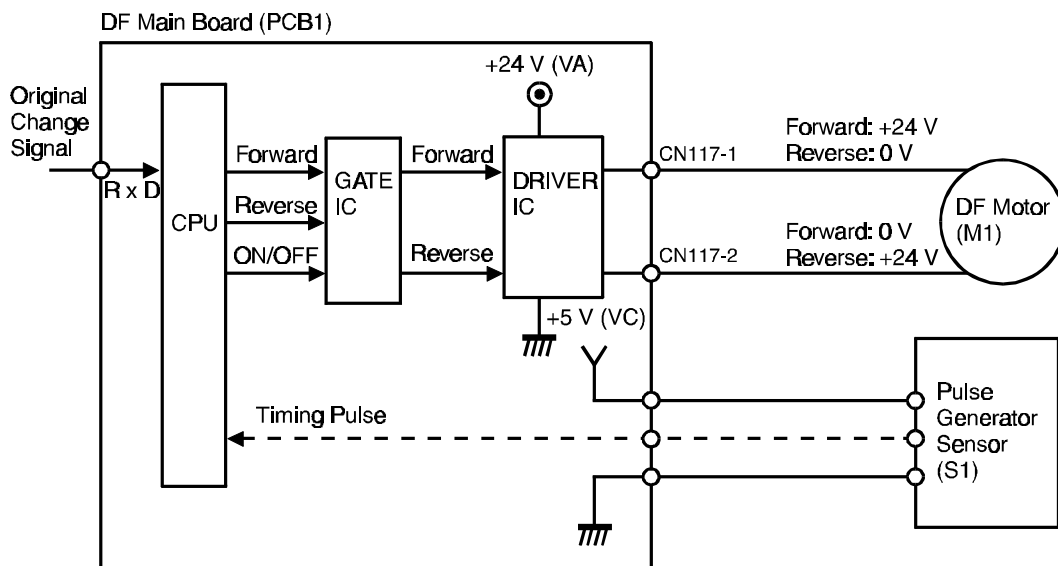 DF Main Board (PCB1)
+24 V (VA)
Original
Change
Signal
R x D
CPU
Forward
Reverse
ON/OFF
GATE
IC
Forward
Reverse
DRIVER
IC
CN117-1
Forward: +24 V
Reverse: 0 V
CN117-2
Forward: 0 V
Reverse: +24 V
DF Motor
(M1)
+5 V (VC)
Timing Pulse
Pulse
Generator
Sensor
(S1)